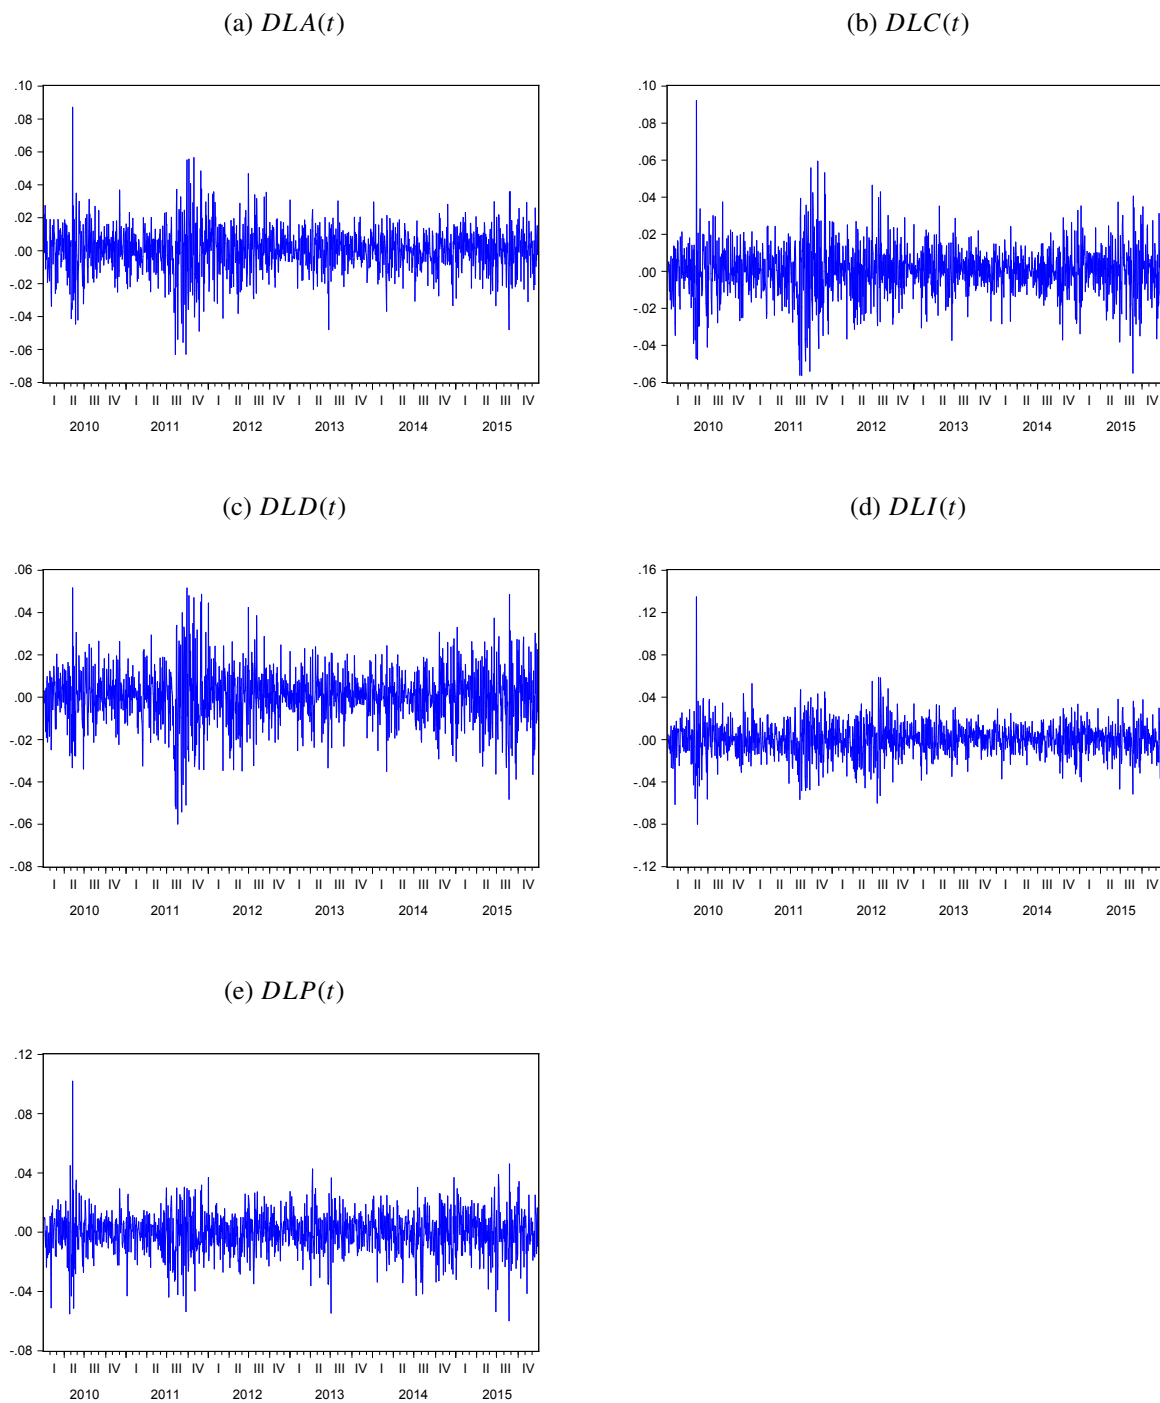 (a) DLA(t)
(b) DLC(t)
.10
.08
.06
.04
.02
.00
-.02
-.04
-.06
-.08
I II III IV I II III IV I II III IV I II III IV I II III IV I II III IV
2010 2011 2012 2013 2014 2015
.10
.08
.06
.04
.02
.00
-.02
-.04
-.06
I II III IV I II III IV I II III IV I II III IV I II III IV I II III IV
2010 2011 2012 2013 2014 2015
(c) DLD(t)
(d) DLI(t)
.06
.04
.02
.00
-.02
-.04
-.06
-.08
I II III IV I II III IV I II III IV I II III IV I II III IV I II III IV
2010 2011 2012 2013 2014 2015
.16
.12
.08
.04
.00
-.04
-.08
-.12
I II III IV I II III IV I II III IV I II III IV I II III IV I II III IV
2010 2011 2012 2013 2014 2015
(e) DLP(t)
.12
.08
.04
.00
-.04
-.08
I II III IV I II III IV I II III IV I II III IV I II III IV I II III IV
2010 2011 2012 2013 2014 2015